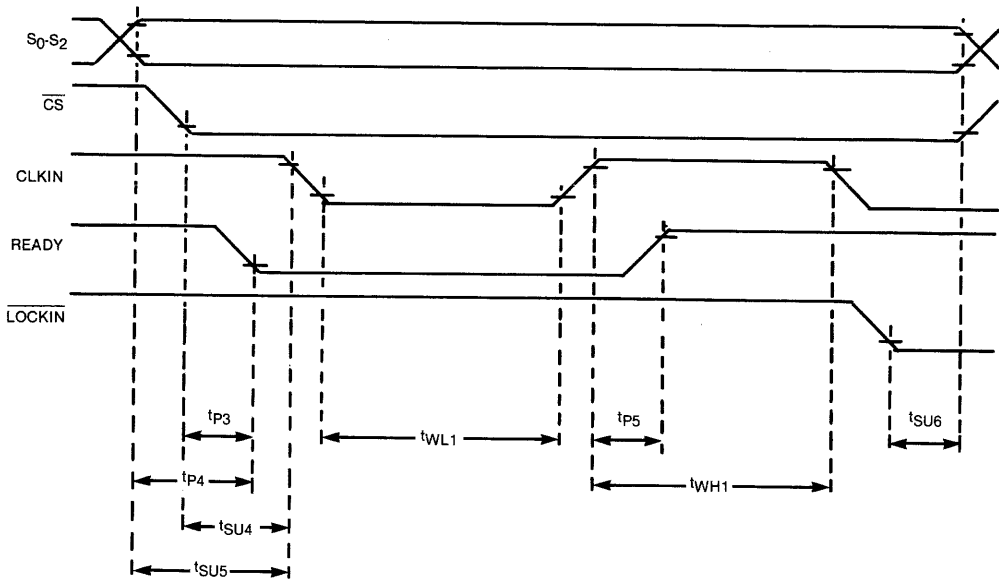 S0-S2
CS
CLKIN
READY
LOCKIN
tP3
tWL1
tP5
tSU6
tP4
tWH1
tSU4
tSU5